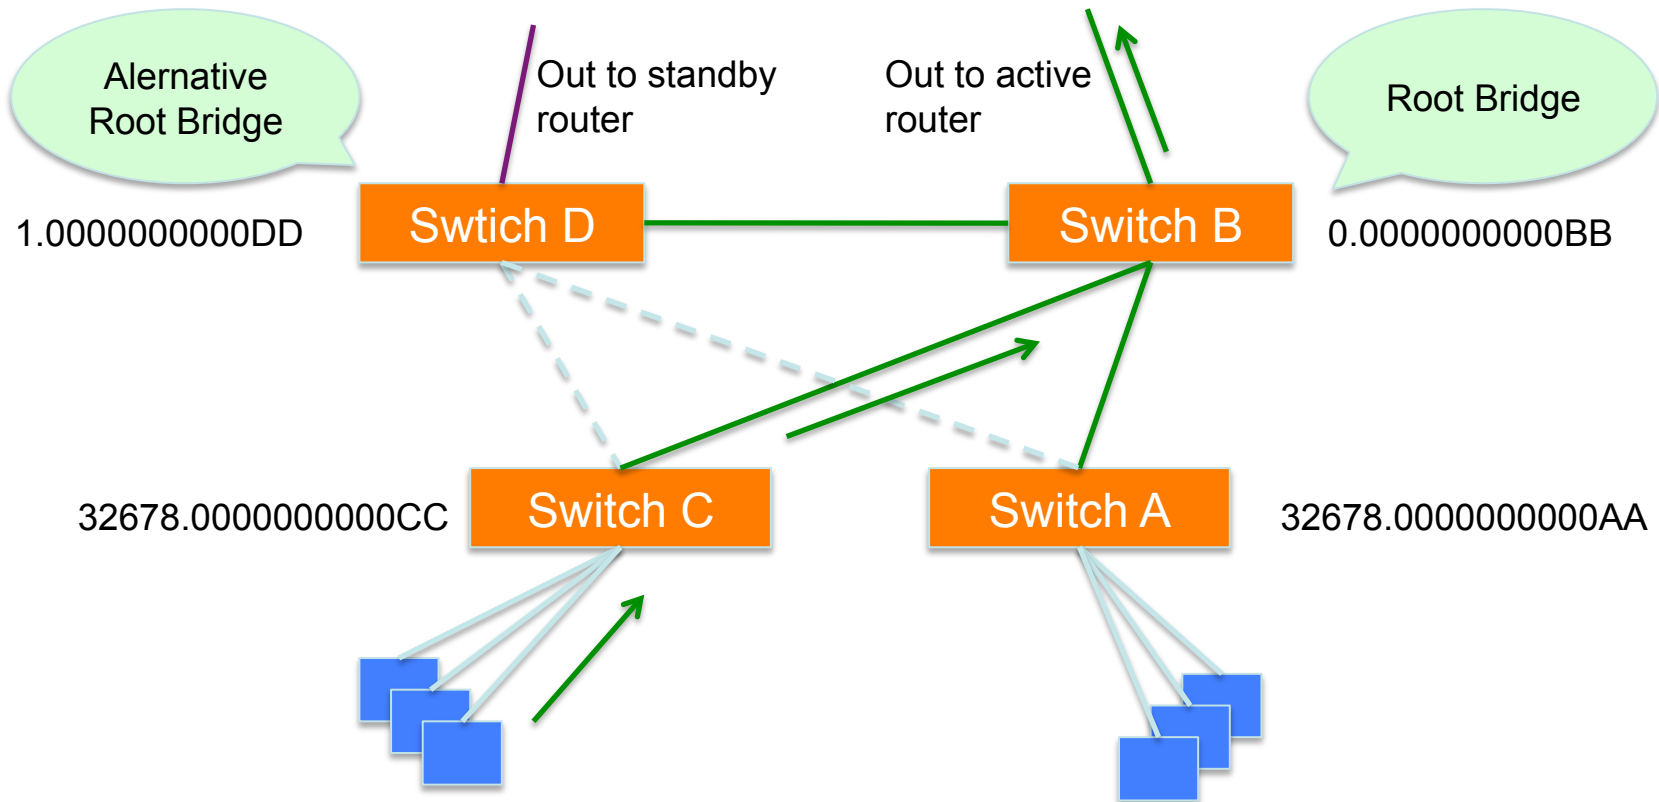 Alernative
Root Bridge
Out to standby
router
Out to active
router
Root Bridge
1.0000000000DD
Swtich D
Switch B
0.0000000000BB
32678.0000000000CC
Switch C
Switch A
32678.0000000000AA